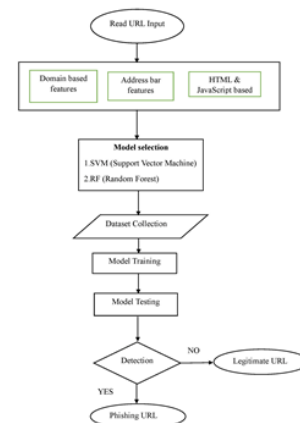 Read URL Input
Domain based
features
Address bar
features
HTML &
JavaScript based
Model selection
1.SVM (Support Vector Machine)
2.RF (Random Forest)
Dataset Collection
Model Training
Model Testing
Detection
NO
Legitimate URL
YES
Phishing URL